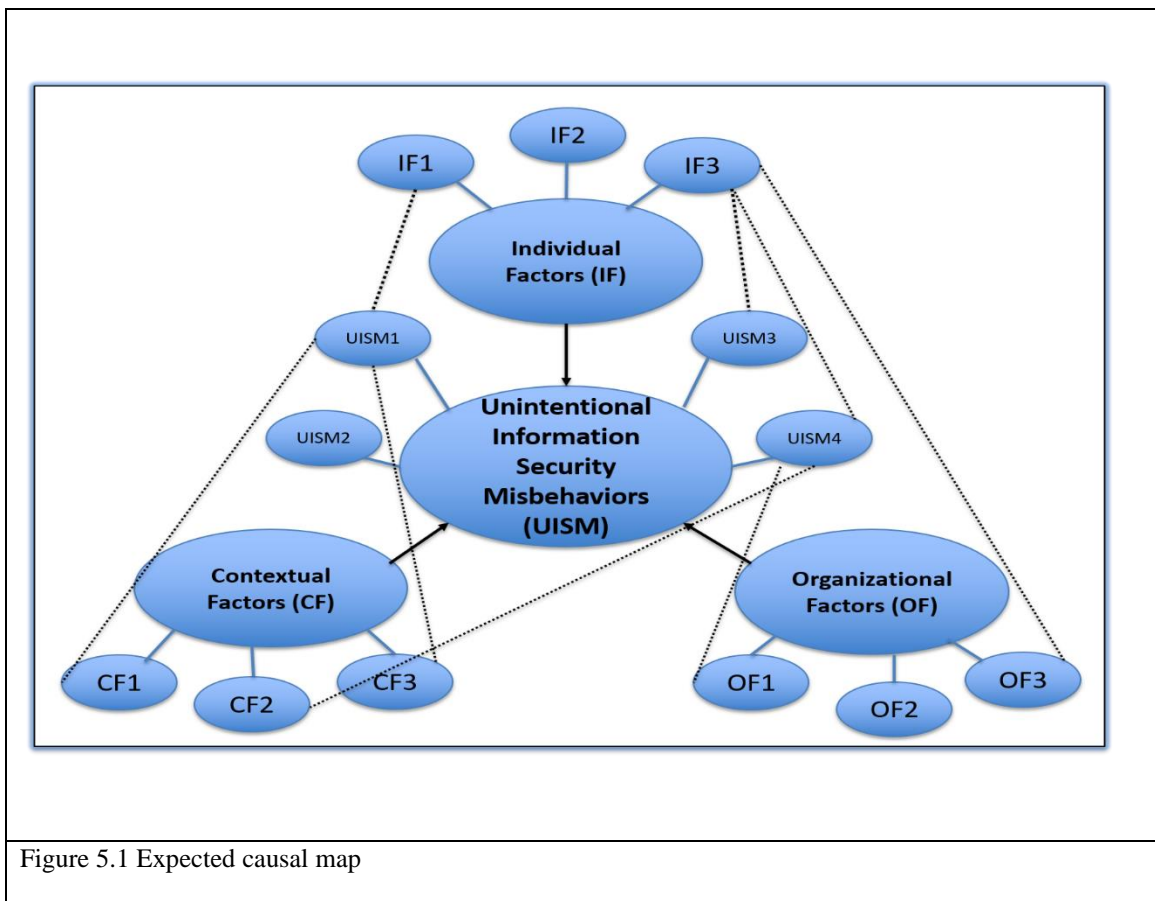 IF2
IF1
IF3
Individual
Factors (IF)
UISM1
UISM3
Unintentional
Information
Security
Misbehaviors
(UISM)
UISM2
UISM4
Contextual
Factors (CF)
Organizational
Factors (OF)
CF1
CF2
CF3
OF1
OF2
OF3
Figure 5.1 Expected causal map